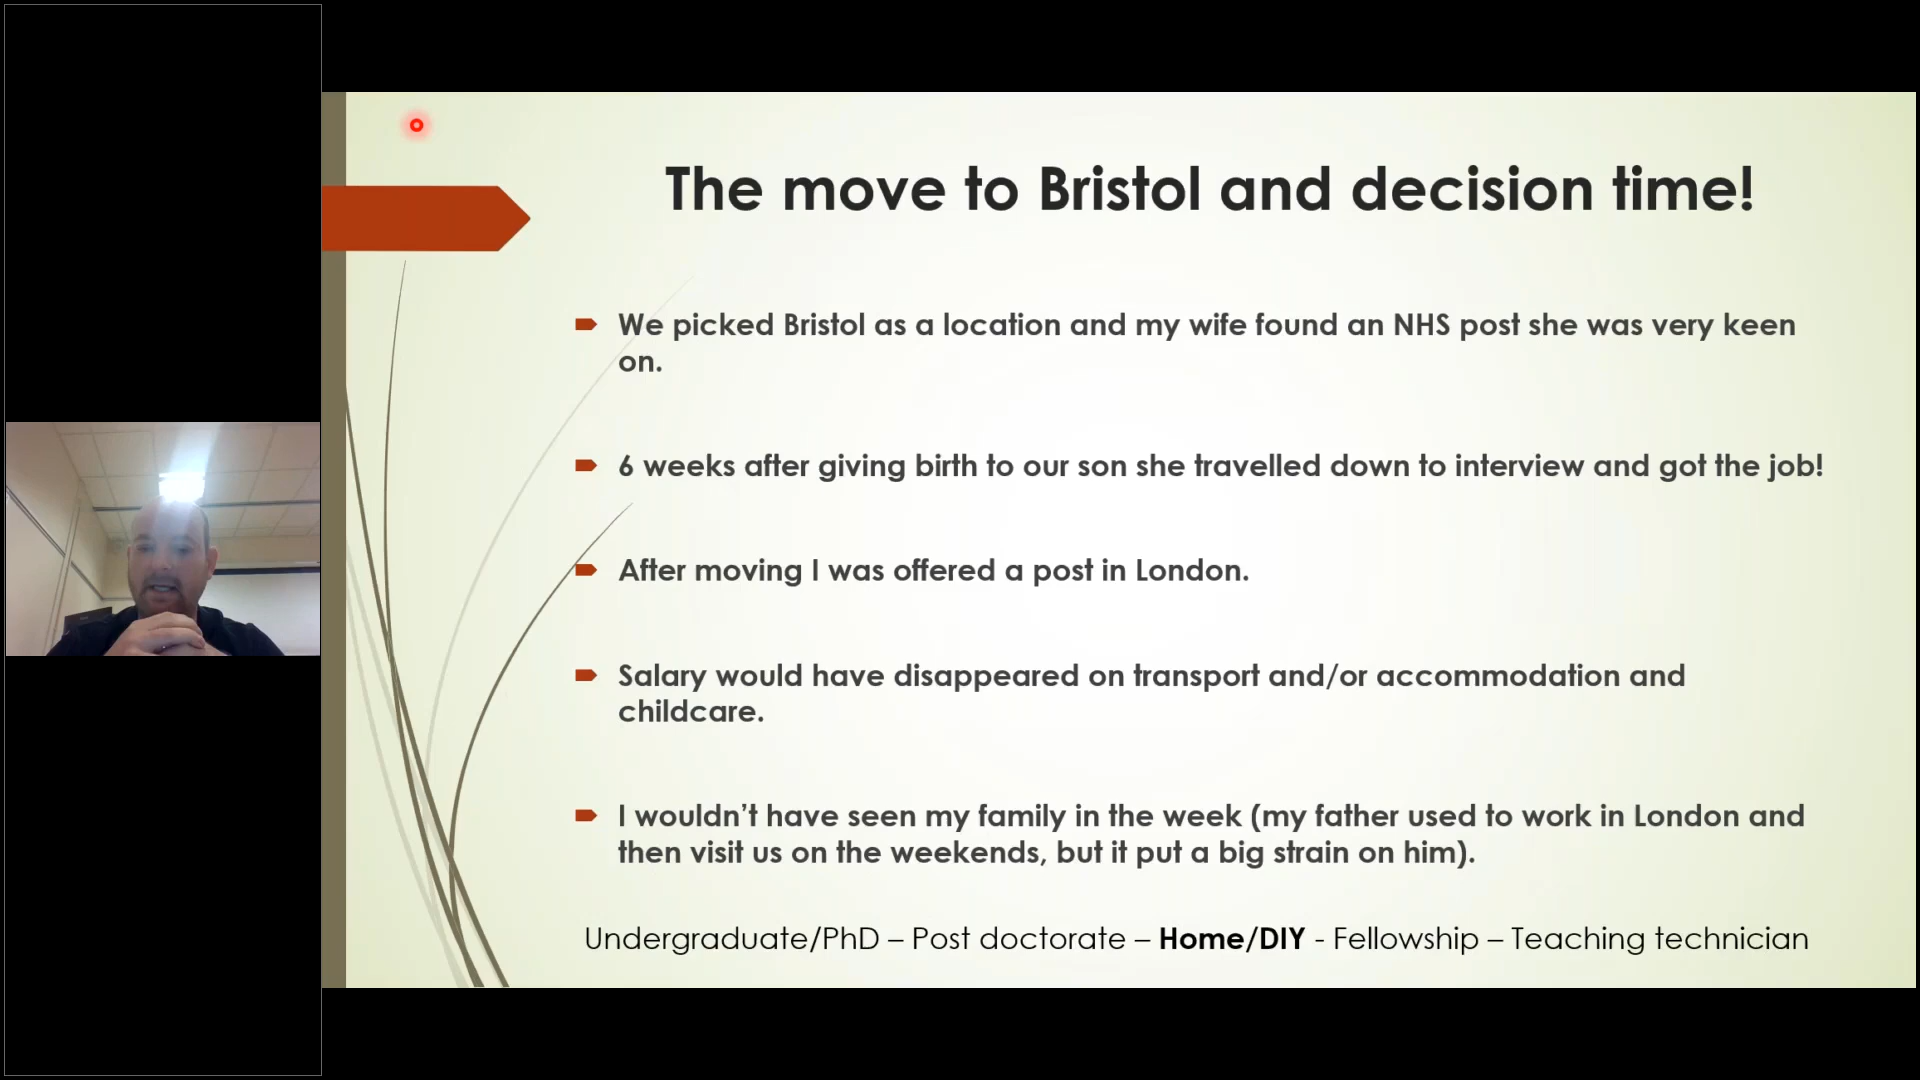 The move to Bristol and decision time!
We picked Bristol as a location and my wife found an NHS post she was very keen
on.
6 weeks after giving birth to our son she travelled down to interview and got the job!
After moving I was offered a post in London.
Salary would have disappeared on transport and/or accommodation and
childcare.
I wouldn’t have seen my family in the week (my father used to work in London and
then visit us on the weekends, but it put a big strain on him).
Undergraduate/PhD – Post doctorate – Home/DIY - Fellowship – Teaching technician